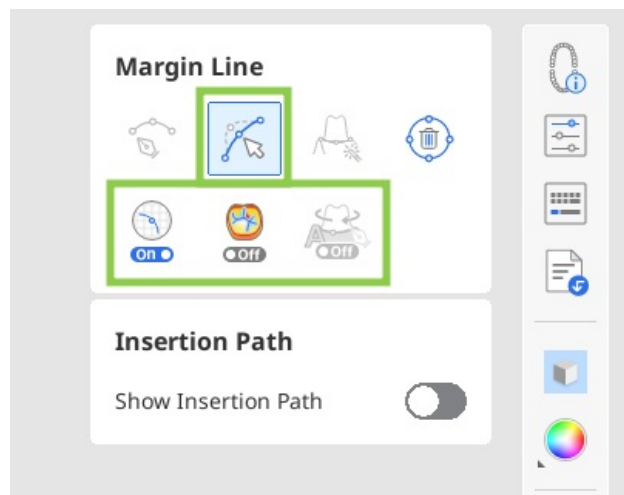 Margin Line
On
Off
A
Off
Insertion Path
Show Insertion Path